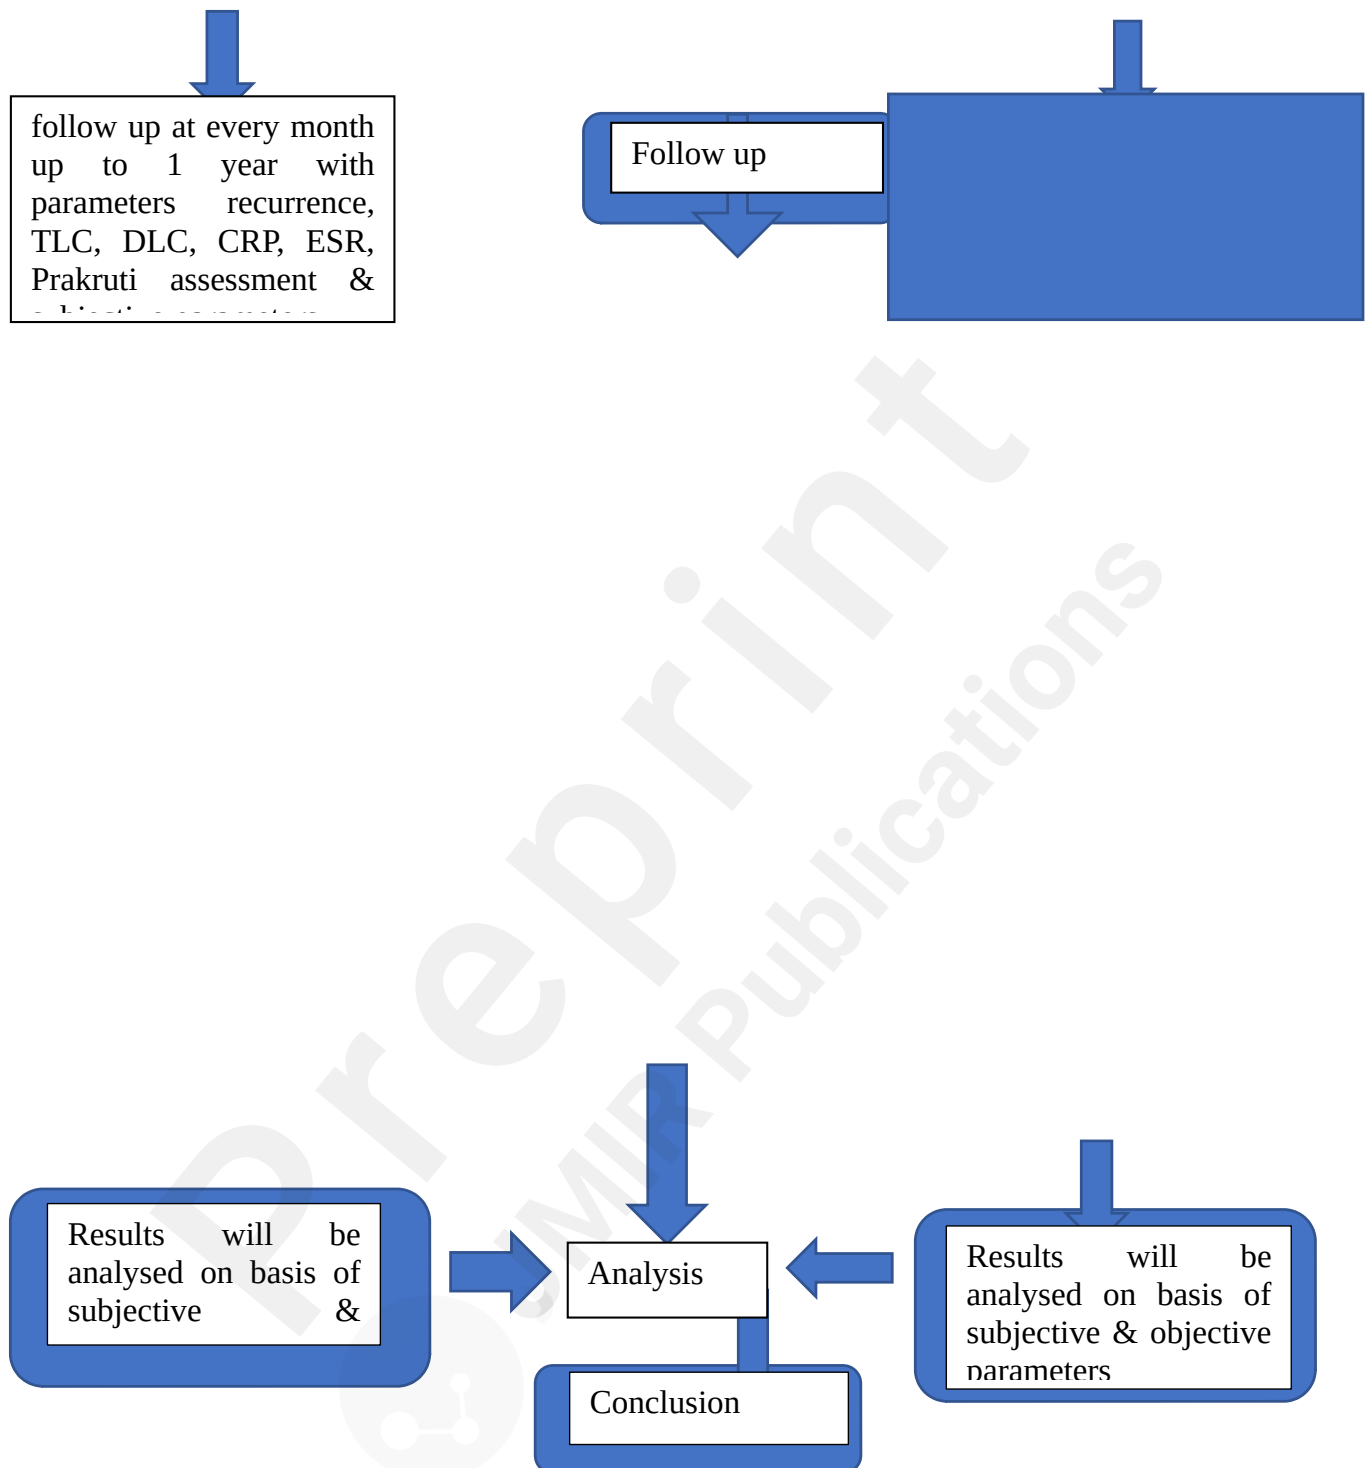 follow up at every month
up to 1 year with
parameters recurrence,
TLC, DLC, CRP, ESR,
Prakruti assessment &
Follow up
Preprint
JMIR Publications
Results will be
analysed on basis of
subjective &
Analysis
Results will be
analysed on basis of
subjective & objective
parameters
Conclusion